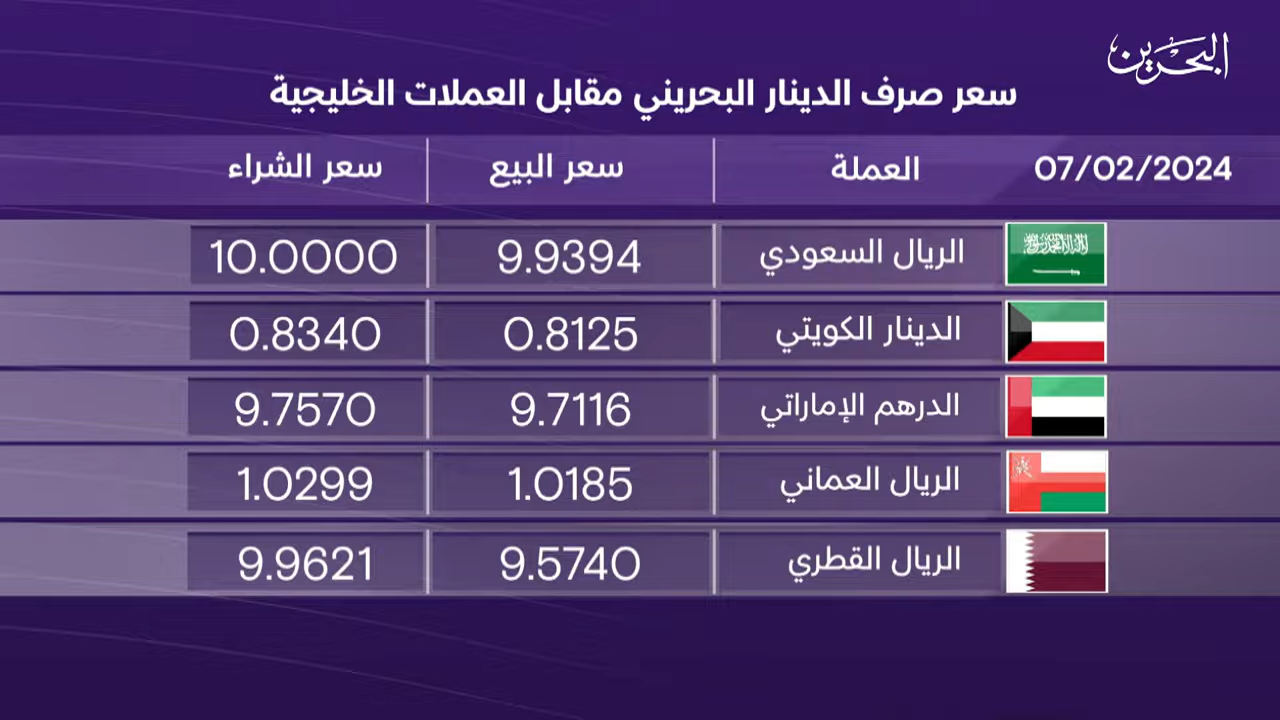 البحرين
سعر صرف الدينار البحريني مقابل العملات الخليجية
07/02/2024 العملة سعر البيع سعر الشراء
الريال السعودي 9.9394 10.0000
الدينار الكويتي 0.8125 0.8340
الدرهم الإماراتي 9.7116 9.7570
الريال العماني 1.0185 1.0299
الريال القطري 9.5740 9.9621